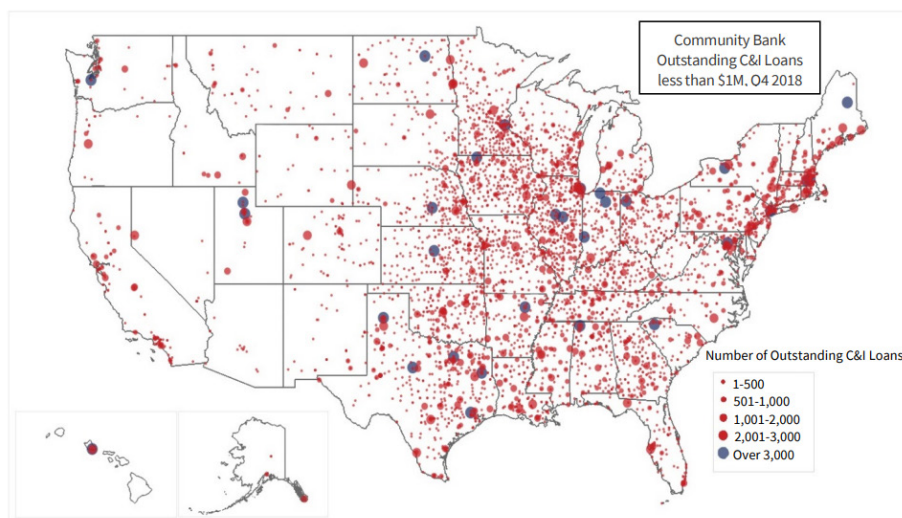 Community Bank
Outstanding C&I Loans
less than $1M, Q4 2018
Number of Outstanding C&I Loans
1-500
501-1,000
1,001-2,000
2,001-3,000
Over 3,000